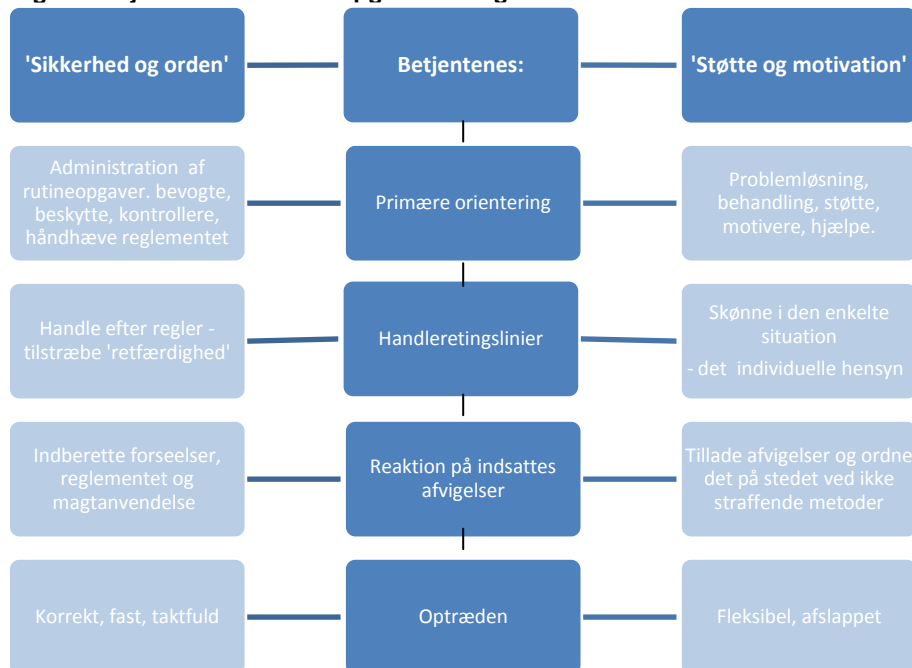 'Sikkerhed og orden'
Betjentenes:
'Støtte og motivation'
Administration af
rutineopgaver. bevogte,
beskytte, kontrollere,
håndhæve reglementet
Primære orientering
Problemløsning,
behandling, støtte,
motivere, hjælpe.
Handle efter regler -
tilstræbe 'retfærdighed'
Handleretingslinier
Skønne i den enkelte
situation
- det individuelle hensyn
Indberette forseelser,
reglementet og
magtanvendelse
Reaktion på indsattes
afvigelser
Tillade afvigelser og ordne
det på stedet ved ikke
straffende metoder
Korrekt, fast, taktfuld
Optræden
Fleksibel, afslappet